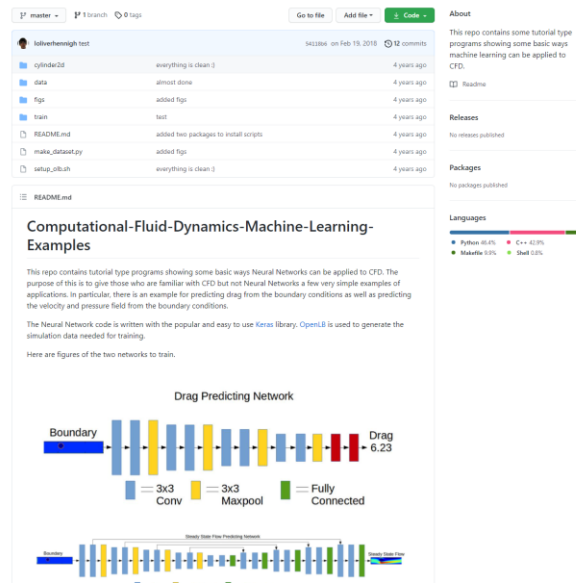 master
1 branch
0 tags
Go to file
Add file
Code
loliverhennigh test
on Feb 19, 2018
12 commits
cylinder2d
everything is clean :)
4 years ago
data
almost done
4 years ago
figs
added figs
4 years ago
train
test
4 years ago
README.md
added two packages to install scripts
4 years ago
make_dataset.py
added figs
4 years ago
setup_olb.sh
everything is clean :)
4 years ago
README.md
Computational-Fluid-Dynamics-Machine-Learning-
Examples
This repo contains tutorial type programs showing some basic ways Neural Networks can be applied to CFD. The
purpose of this is to give those who are familiar with CFD but not Neural Networks a few very simple examples of
applications. In particular, there is an example for predicting drag from the boundary conditions as well as predicting
the velocity and pressure field from the boundary conditions.
The Neural Network code is written with the popular and easy to use Keras library. OpenLB is used to generate the
simulation data needed for training.
Here are figures of the two networks to train.
Drag Predicting Network
Boundary
Drag
6.23
3x3
Conv
3x3
Maxpool
Fully
Connected
Steady State Flow Predicting Network
Boundary
Steady State Flow
About
This repo contains some tutorial type
programs showing some basic ways
machine learning can be applied to
CFD.
Readme
Releases
No releases published
Packages
No packages published
Languages
Python 46.4%
C++ 42.9%
Makefile 9.9%
Shell 0.8%